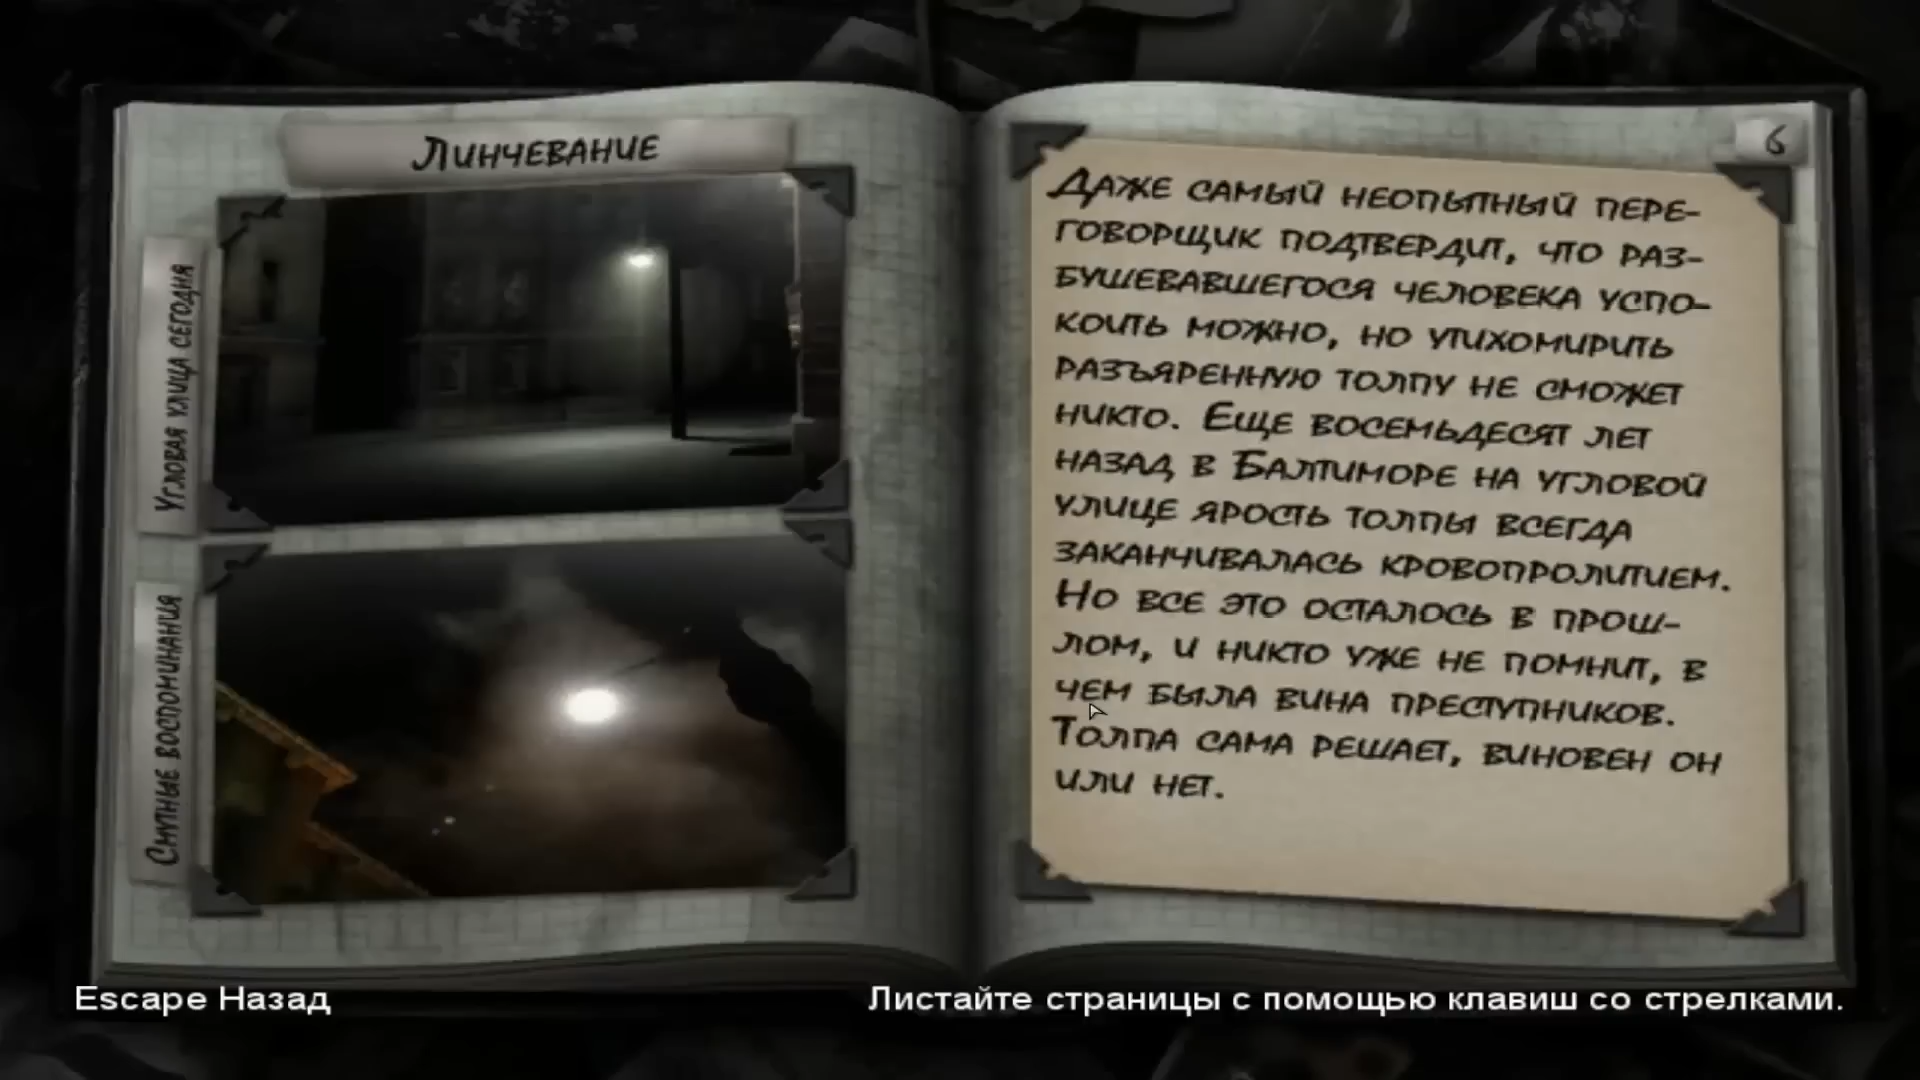 Линчевание
Угловая улица сегодня
Смутные воспоминания
6
Даже самый неопытный пере-
говорщик подтвердит, что раз-
бушевавшегося человека успо-
коить можно, но утихомирить
разъяренную толпу не сможет
никто. Еще восемьдесят лет
назад в Балтиморе на угловой
улице ярость толпы всегда
заканчивалась кровопролитием.
Но все это осталось в прош-
лом, и никто уже не помнит, в
чем была вина преступников.
Толпа сама решает, виновен он
или нет.
Escape Назад
Листайте страницы с помощью клавиш со стрелками.